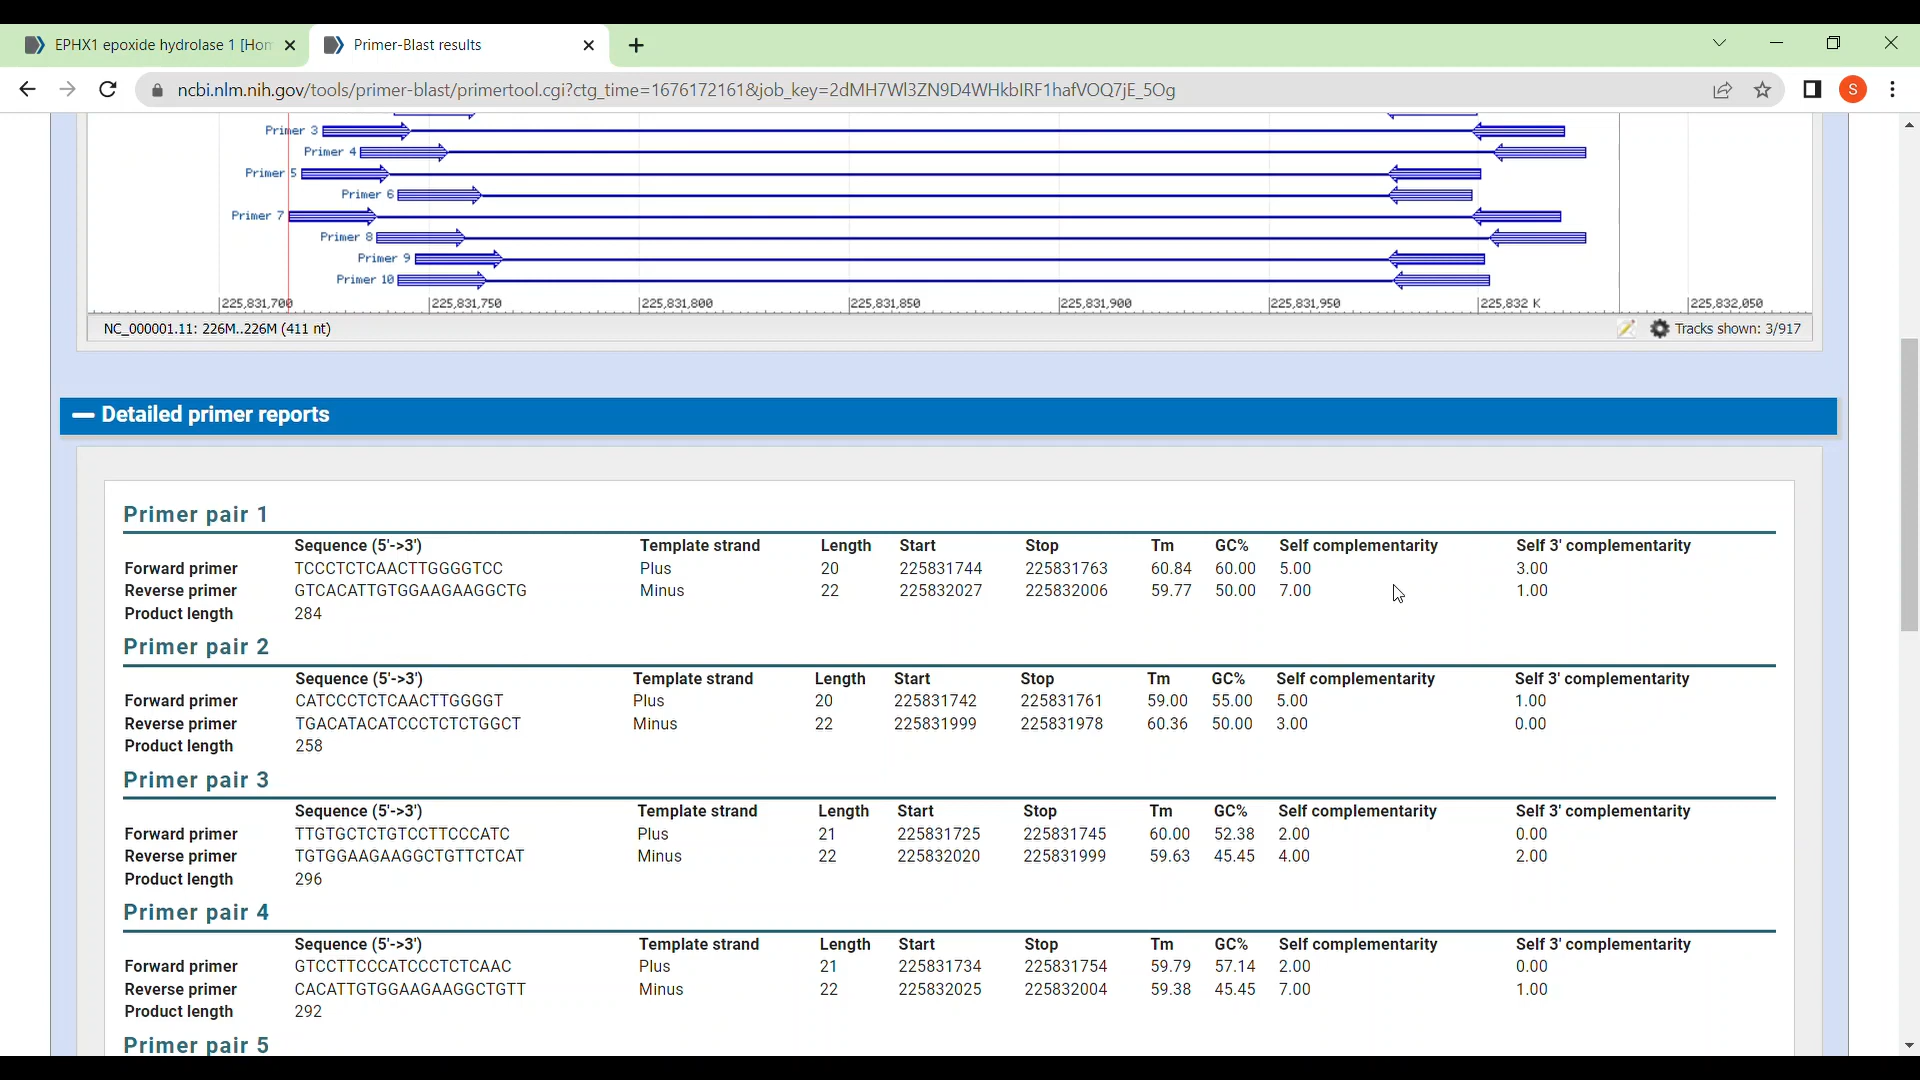 EPHX1 epoxide hydrolase 1 [Hom
Primer-Blast results
ncbi.nlm.nih.gov/tools/primer-blast/primertool.cgi?ctg_time=1676172161&job_key=2dMH7Wl3ZN9D4WHkbIRF1hafVOQ7jE_5Og
S
Primer 3
Primer 4
Primer 5
Primer 6
Primer 7
Primer 8
Primer 9
Primer 10
225,831,700 225,831,750 225,831,800 225,831,850 225,831,900 225,831,950 225,832 K 225,832,050
NC_000001.11: 226M..226M (411 nt) Tracks shown: 3/917
Detailed primer reports
Primer pair 1
Sequence (5'->3') Template strand Length Start Stop Tm GC% Self complementarity Self 3' complementarity
Forward primer TCCCTCTCAACTTGGGGTCC Plus 20 225831744 225831763 60.84 60.00 5.00 3.00
Reverse primer GTCACATTGTGGAAGAAGGCTG Minus 22 225832027 225832006 59.77 50.00 7.00 1.00
Product length 284
Primer pair 2
Sequence (5'->3') Template strand Length Start Stop Tm GC% Self complementarity Self 3' complementarity
Forward primer CATCCCTCTCAACTTGGGGT Plus 20 225831742 225831761 59.00 55.00 5.00 1.00
Reverse primer TGACATACATCCCTCTCTGGCT Minus 22 225831999 225831978 60.36 50.00 3.00 0.00
Product length 258
Primer pair 3
Sequence (5'->3') Template strand Length Start Stop Tm GC% Self complementarity Self 3' complementarity
Forward primer TTGTGCTCTGTCCTTCCCATC Plus 21 225831725 225831745 60.00 52.38 2.00 0.00
Reverse primer TGTGGAAGAAGGCTGTTCTCAT Minus 22 225832020 225831999 59.63 45.45 4.00 2.00
Product length 296
Primer pair 4
Sequence (5'->3') Template strand Length Start Stop Tm GC% Self complementarity Self 3' complementarity
Forward primer GTCCTTCCCATCCCTCTCAAC Plus 21 225831734 225831754 59.79 57.14 2.00 0.00
Reverse primer CACATTGTGGAAGAAGGCTGTT Minus 22 225832025 225832004 59.38 45.45 7.00 1.00
Product length 292
Primer pair 5